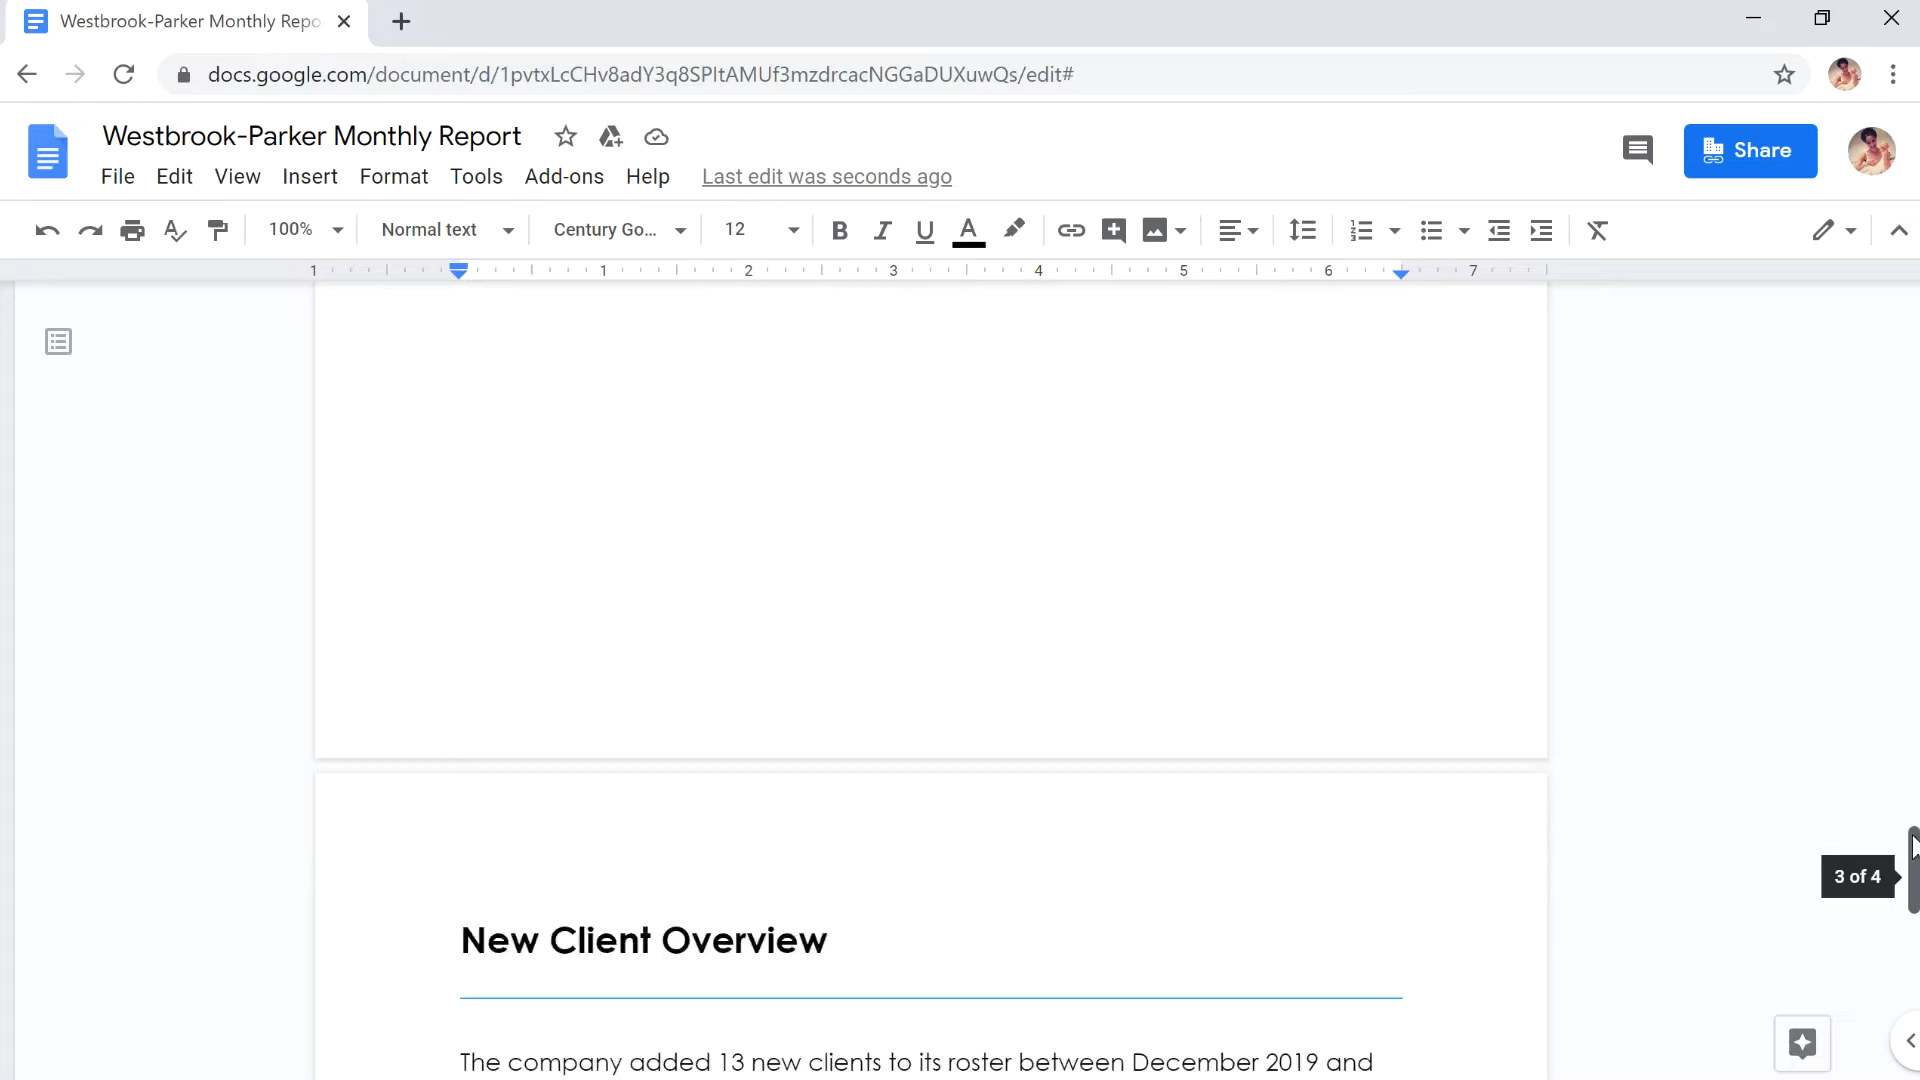 Westbrook-Parker Monthly Repo
docs.google.com/document/d/1pvtxLcCHv8adY3q8SPItAMUf3mzdrcacNGGaDUXuwQs/edit#
Westbrook-Parker Monthly Report
Share
File Edit View Insert Format Tools Add-ons Help Last edit was seconds ago
100% Normal text Century Go... 12 B I U A
1 1 2 3 4 5 6 7
3 of 4
New Client Overview
The company added 13 new clients to its roster between December 2019 and